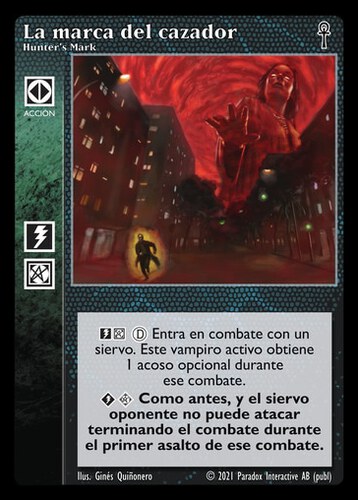 La marca del cazador
Hunter's Mark
ACCIÓN
D Entra en combate con un
siervo. Este vampiro activo obtiene
1 acoso opcional durante
ese combate.
Como antes, y el siervo
oponente no puede atacar
terminando el combate durante
el primer asalto de ese combate.
Ilus. Ginés Quiñonero © 2021 Paradox Interactive AB (publ)